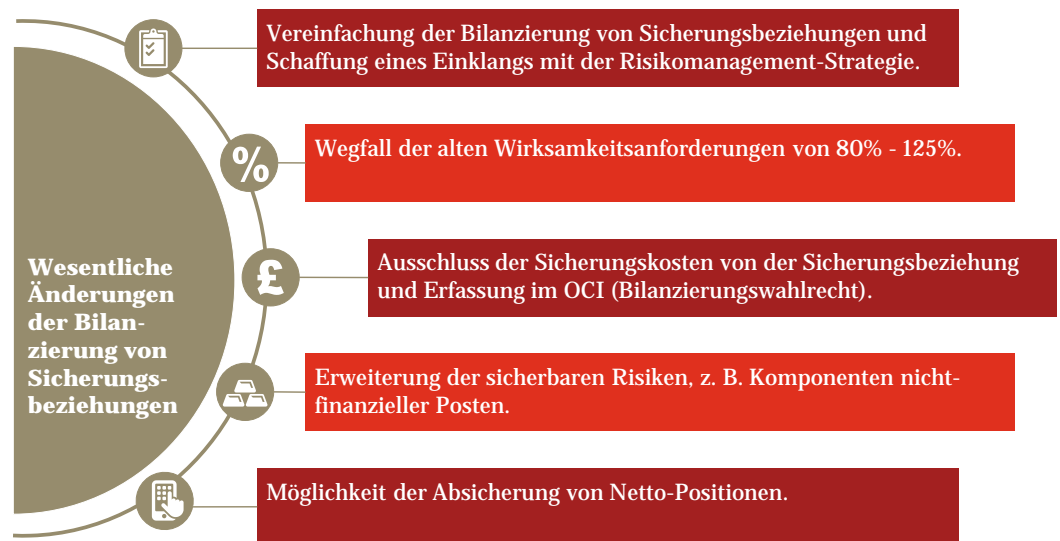 Vereinfachung der Bilanzierung von Sicherungsbeziehungen und
Schaffung eines Einklangs mit der Risikomanagement-Strategie.
%
Wegfall der alten Wirksamkeitsanforderungen von 80% - 125%.
Wesentliche
Änderungen
der Bilan-
zierung von
Sicherungs-
beziehungen
£
Ausschluss der Sicherungskosten von der Sicherungsbeziehung
und Erfassung im OCI (Bilanzierungswahlrecht).
Erweiterung der sicherbaren Risiken, z. B. Komponenten nicht-
finanzieller Posten.
Möglichkeit der Absicherung von Netto-Positionen.